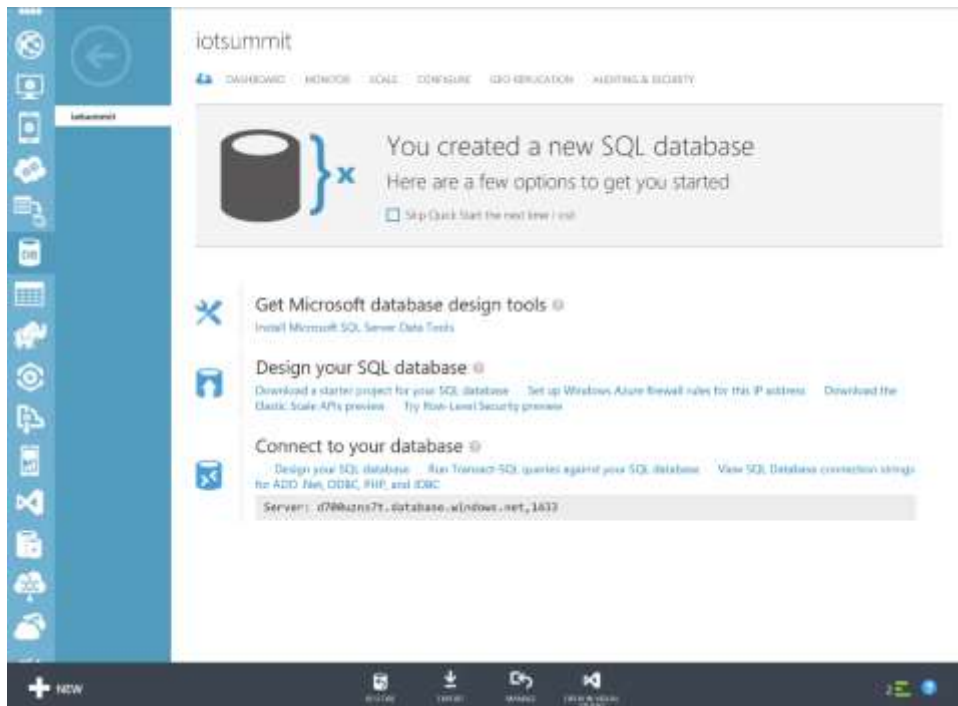 iotsummit
DASHBOARD MONITOR SCALE CONFIGURE GEO-REPLICATION AUDITING & SECURITY
iotsummit
You created a new SQL database
Here are a few options to get you started
Skip Quick Start the next time I visit
Get Microsoft database design tools
Install Microsoft SQL Server Data Tools
Design your SQL database
Download a starter project for your SQL database Set up Windows Azure firewall rules for this IP address Download the
Elastic Scale APIs preview Try Row-Level Security preview
Connect to your database
Design your SQL database Run Transact-SQL queries against your SQL database View SQL Database connection strings
for ADO .Net, ODBC, PHP, and JDBC
Server: d700uzns7t.database.windows.net,1433
DB
NEW
RESTORE EXPORT MANAGE
2